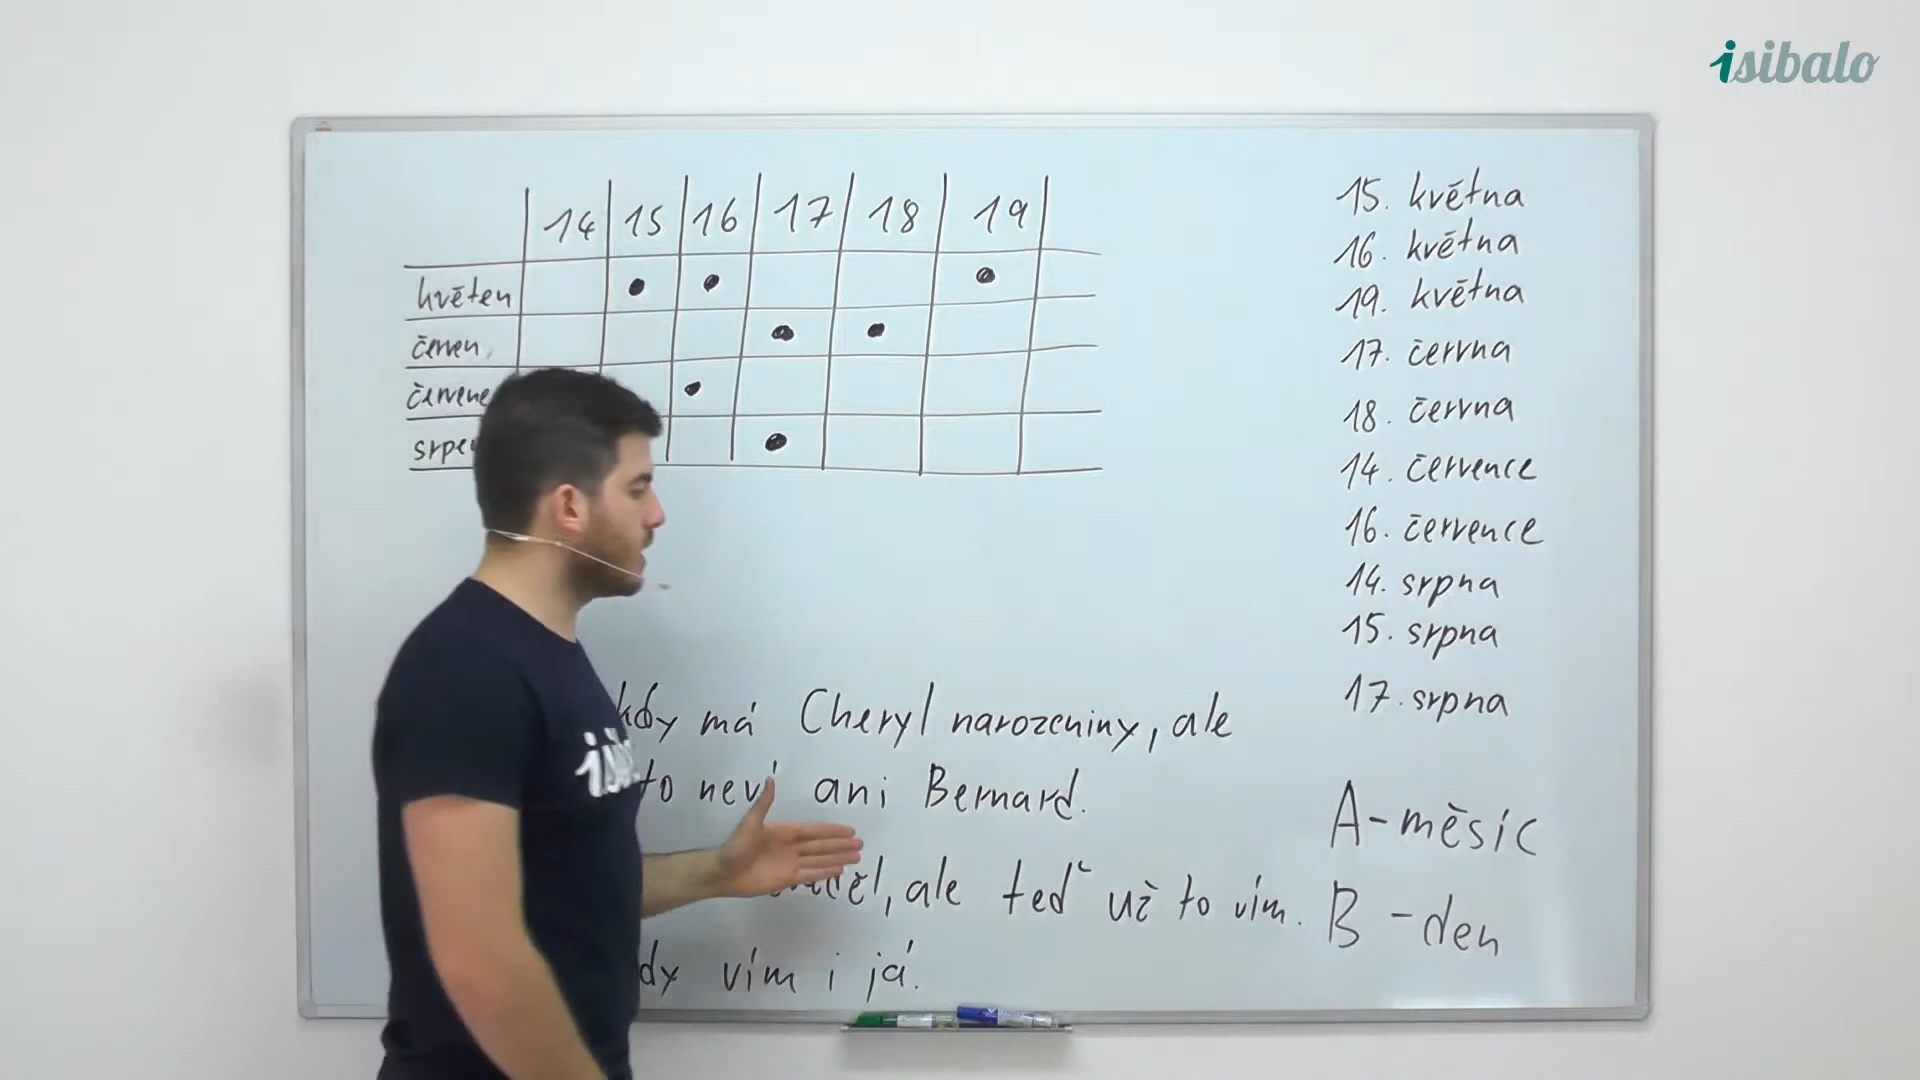 isibalo
14 15 16 17 18 19
květen
červen
15. května
16. května
19. května
17. června
18. června
14. července
16. července
14. srpna
15. srpna
17. srpna
kdy má Cheryl narozeniny, ale
to neví ani Bernard.
ale teď už to vím.
vím i já.
A - měsíc
B - den